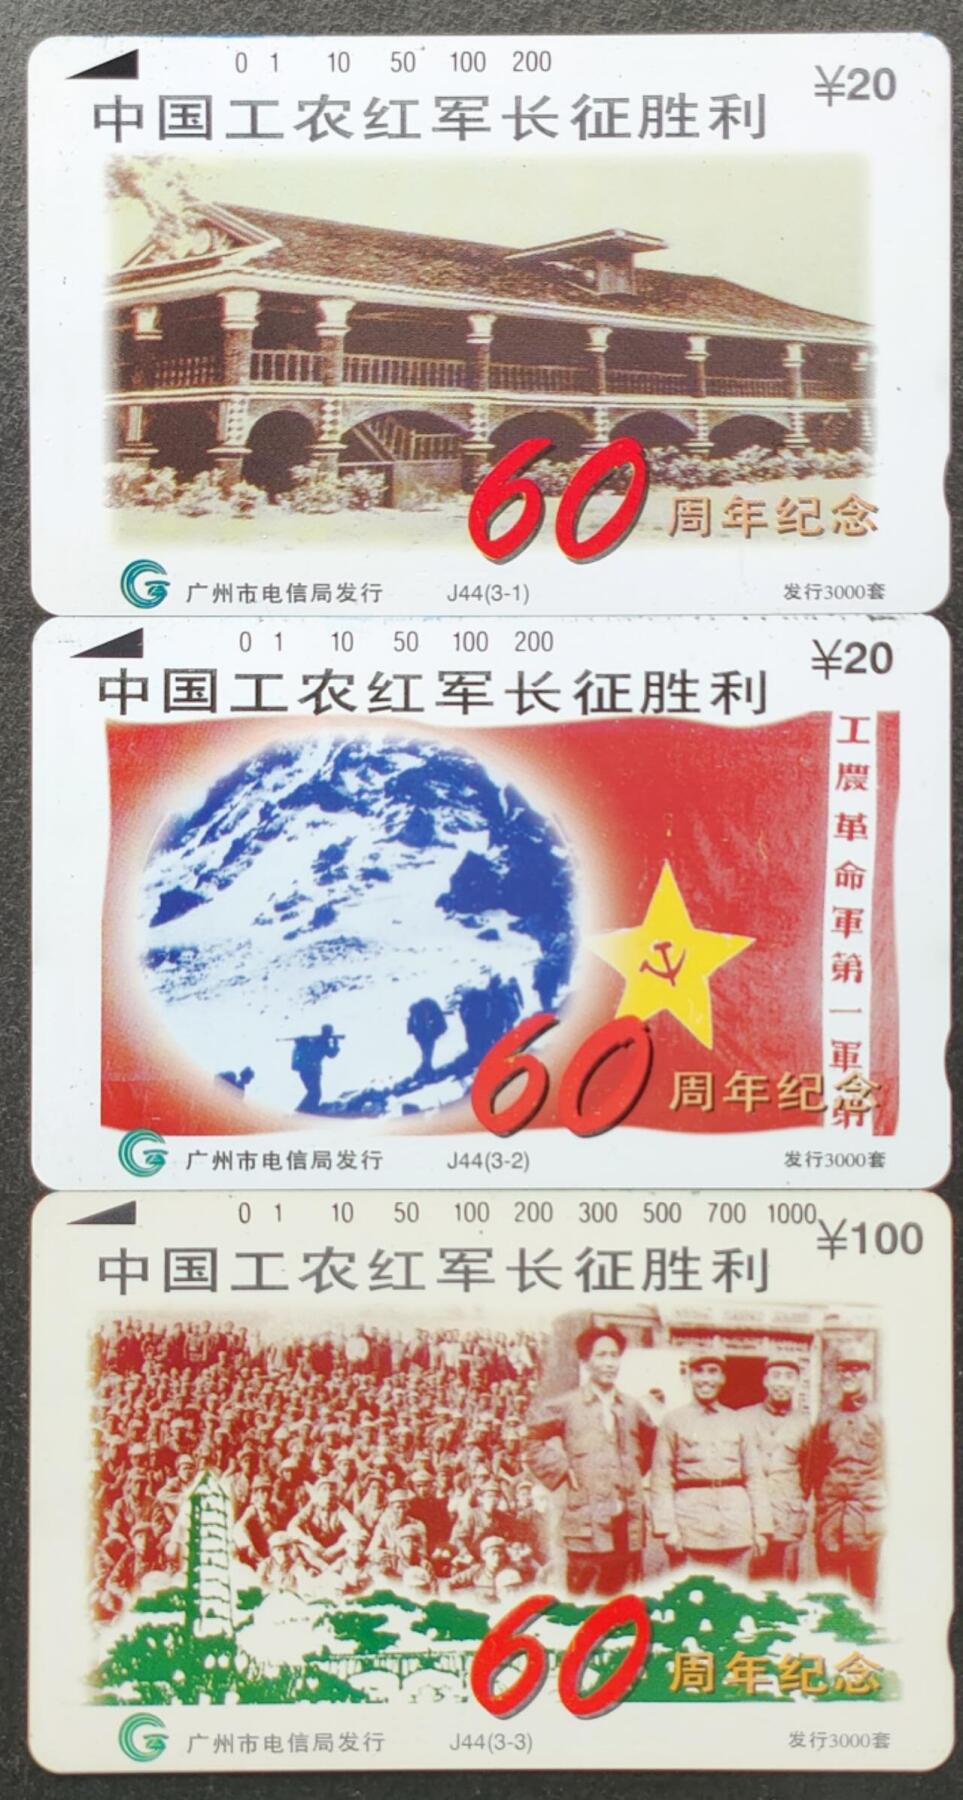 0 1 10 50 100 200
¥20
中国工农红军长征胜利
60 周年纪念
广州市电信局发行 J44(3-1) 发行3000套
0 1 10 50 100 200
¥20
中国工农红军长征胜利
工農革命軍第一軍第
60 周年纪念
广州市电信局发行 J44(3-2) 发行3000套
0 1 10 50 100 200 300 500 700 1000
¥100
中国工农红军长征胜利
60 周年纪念
广州市电信局发行 J44(3-3) 发行3000套